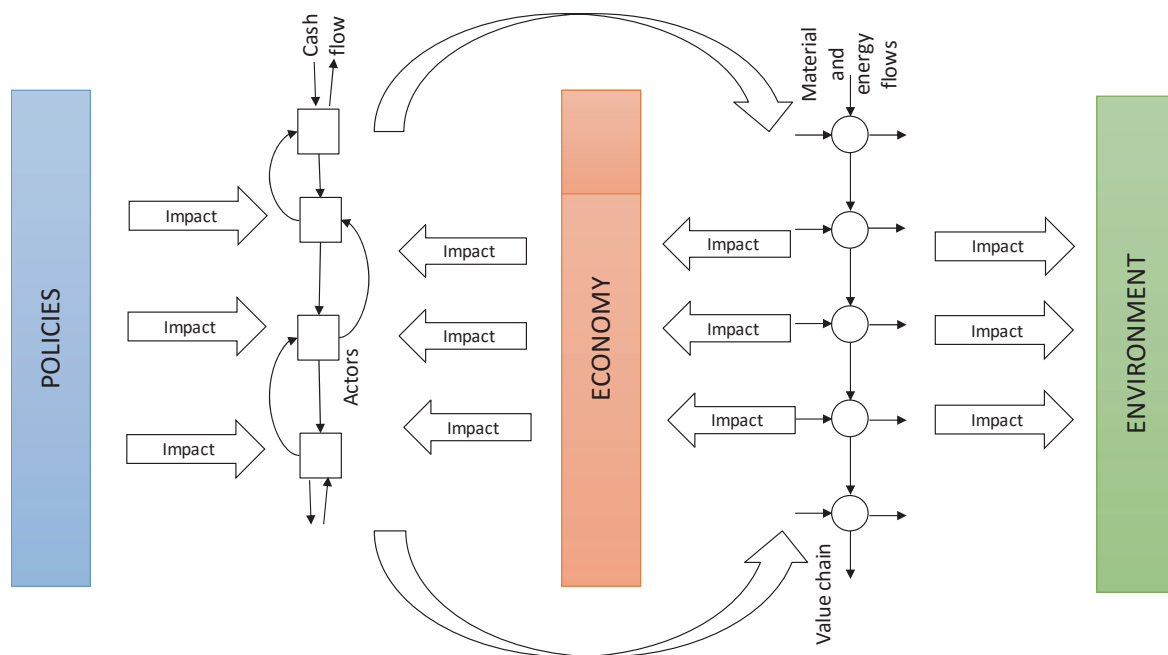 POLICIES
Impact
Impact
Impact
Cash
flow
Actors
Impact
Impact
Impact
ECONOMY
Impact
Impact
Impact
Material
and
energy
flows
Value chain
Impact
Impact
Impact
ENVIRONMENT